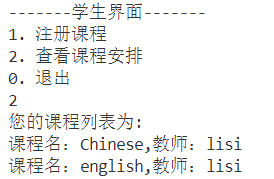 -------学生界面-------
1. 注册课程
2. 查看课程安排
0. 退出
2
您的课程列表为:
课程名：Chinese,教师：lisi
课程名：english,教师：lisi